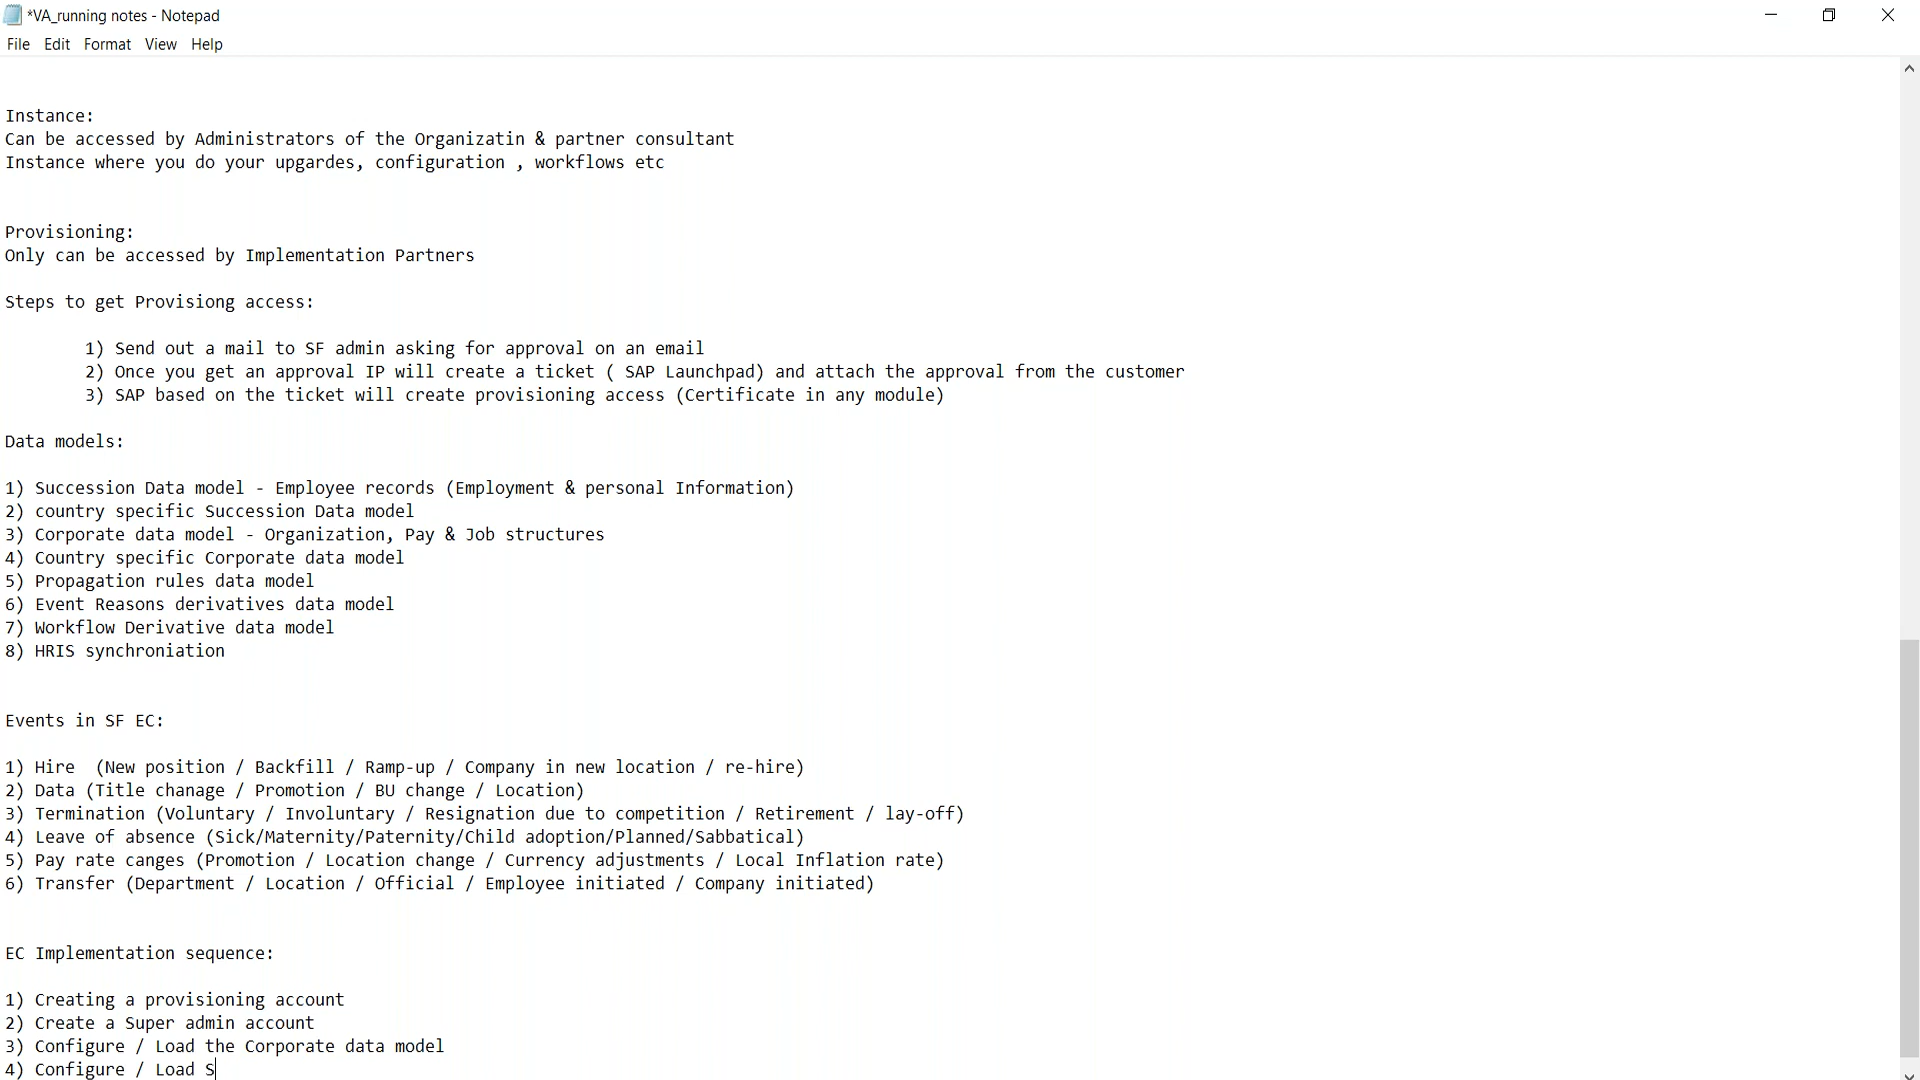 *VA_running notes - Notepad
File Edit Format View Help
Instance:
Can be accessed by Administrators of the Organizatin & partner consultant
Instance where you do your upgardes, configuration , workflows etc
Provisioning:
Only can be accessed by Implementation Partners
Steps to get Provisiong access:
1) Send out a mail to SF admin asking for approval on an email
2) Once you get an approval IP will create a ticket ( SAP Launchpad) and attach the approval from the customer
3) SAP based on the ticket will create provisioning access (Certificate in any module)
Data models:
1) Succession Data model - Employee records (Employment & personal Information)
2) country specific Succession Data model
3) Corporate data model - Organization, Pay & Job structures
4) Country specific Corporate data model
5) Propagation rules data model
6) Event Reasons derivatives data model
7) Workflow Derivative data model
8) HRIS synchroniation
Events in SF EC:
1) Hire  (New position / Backfill / Ramp-up / Company in new location / re-hire)
2) Data (Title chanage / Promotion / BU change / Location)
3) Termination (Voluntary / Involuntary / Resignation due to competition / Retirement / lay-off)
4) Leave of absence (Sick/Maternity/Paternity/Child adoption/Planned/Sabbatical)
5) Pay rate canges (Promotion / Location change / Currency adjustments / Local Inflation rate)
6) Transfer (Department / Location / Official / Employee initiated / Company initiated)
EC Implementation sequence:
1) Creating a provisioning account
2) Create a Super admin account
3) Configure / Load the Corporate data model
4) Configure / Load S